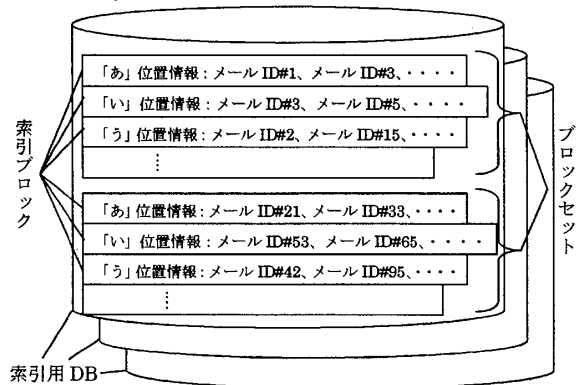 「あ」位置情報：メール ID#1、メール ID#3、・・・・
「い」位置情報：メール ID#3、メール ID#5、・・・・
「う」位置情報：メール ID#2、メール ID#15、・・・・
⋮
「あ」位置情報：メール ID#21、メール ID#33、・・・・
「い」位置情報：メール ID#53、メール ID#65、・・・・・
「う」位置情報：メール ID#42、メール ID#95、・・・・
⋮
索引ブロック
ブロックセット
索引用 DB